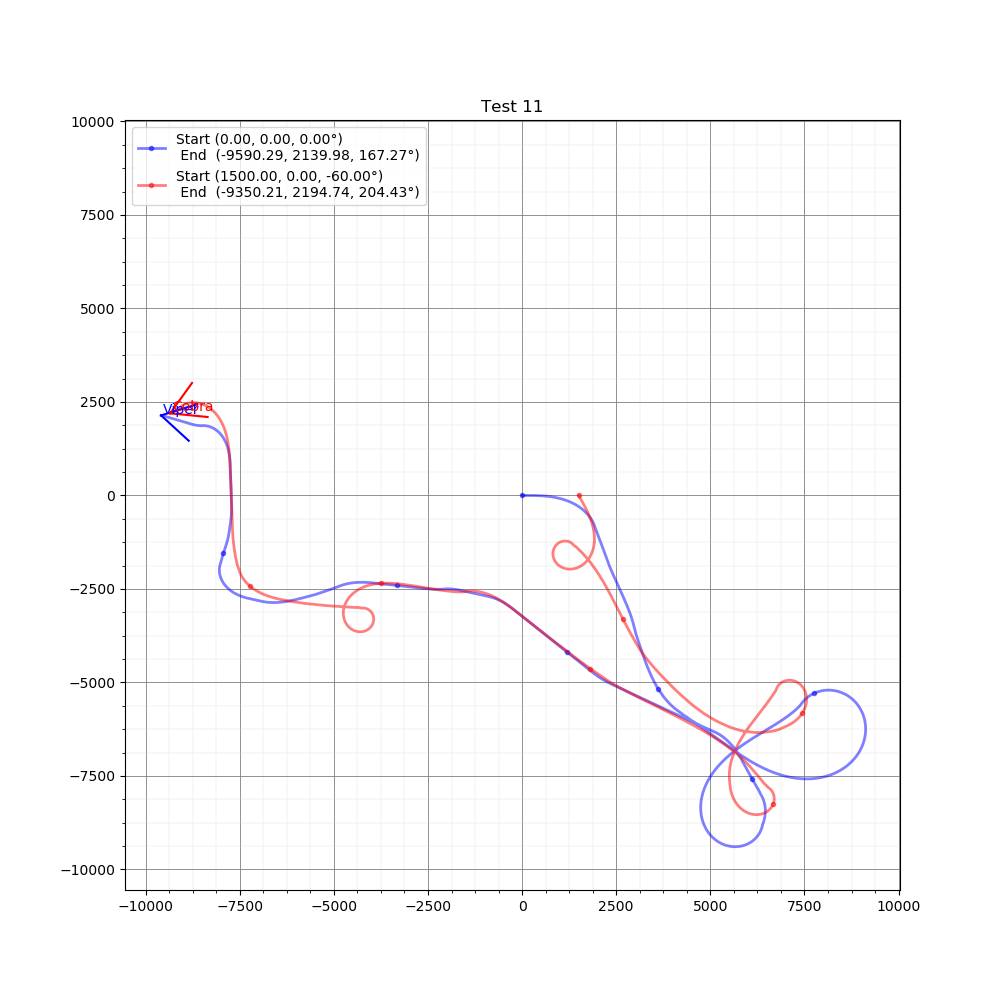 Test 11
Start (0.00, 0.00, 0.00°)
End (-9590.29, 2139.98, 167.27°)
Start (1500.00, 0.00, -60.00°)
End (-9350.21, 2194.74, 204.43°)
10000
7500
5000
2500
0
−2500
−5000
−7500
−10000
−10000 −7500 −5000 −2500 0 2500 5000 7500 10000